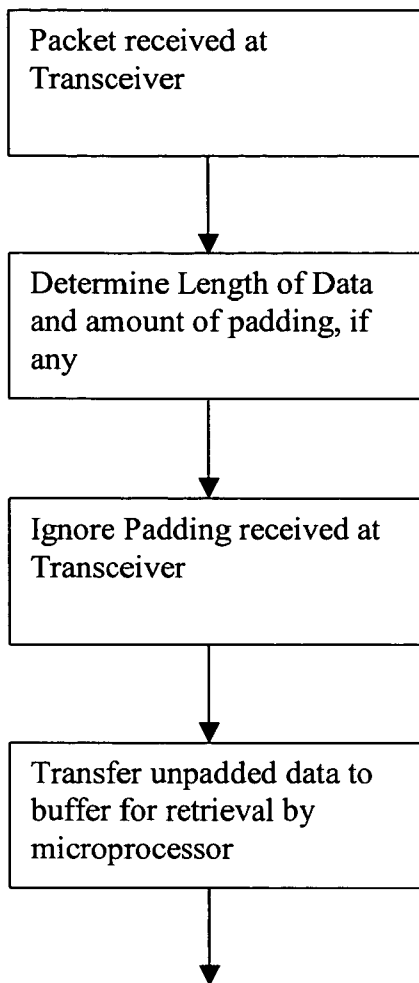 Packet received at
Transceiver
Determine Length of Data
and amount of padding, if
any
Ignore Padding received at
Transceiver
Transfer unpadded data to
buffer for retrieval by
microprocessor